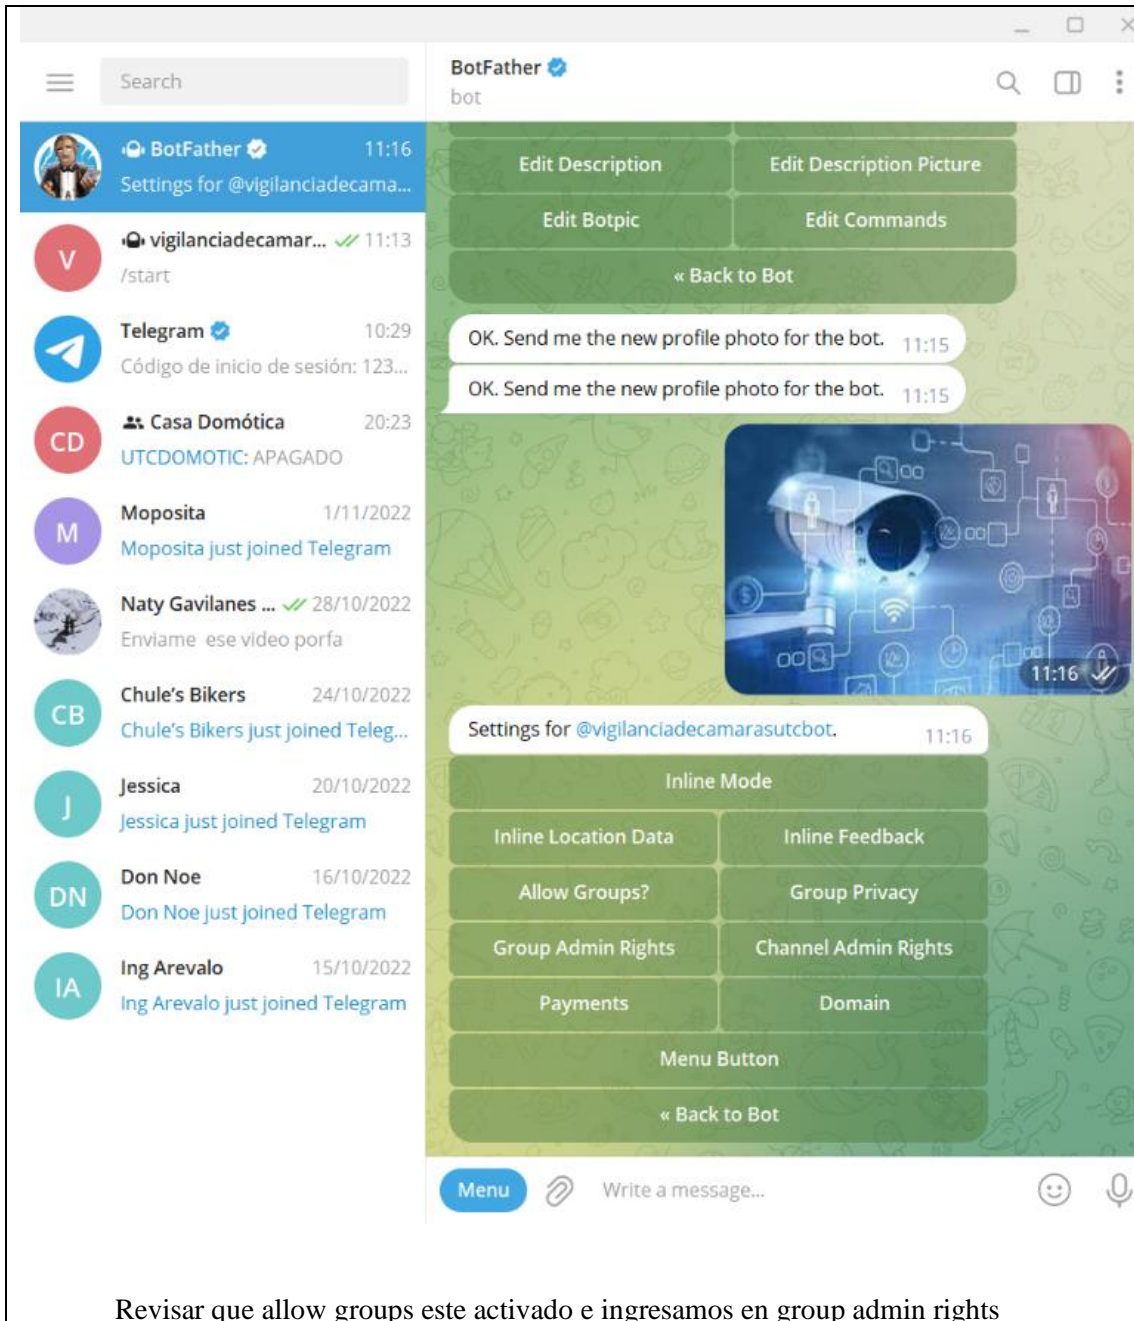 Search
BotFather
bot
BotFather 11:16
Settings for @vigilanciadecama...
V
vigilanciadecamar... 11:13
/start
Telegram 10:29
Código de inicio de sesión: 123...
CD
Casa Domótica 20:23
UTCDOMOTIC: APAGADO
M
Moposita 1/11/2022
Moposita just joined Telegram
Naty Gavilanes ... 28/10/2022
Enviame ese video porfa
CB
Chule's Bikers 24/10/2022
Chule's Bikers just joined Teleg...
J
Jessica 20/10/2022
Jessica just joined Telegram
DN
Don Noe 16/10/2022
Don Noe just joined Telegram
IA
Ing Arevalo 15/10/2022
Ing Arevalo just joined Telegram
Edit Description Edit Description Picture
Edit Botpic Edit Commands
« Back to Bot
OK. Send me the new profile photo for the bot. 11:15
OK. Send me the new profile photo for the bot. 11:15
11:16
Settings for @vigilanciadecamarasutcbot. 11:16
Inline Mode
Inline Location Data Inline Feedback
Allow Groups? Group Privacy
Group Admin Rights Channel Admin Rights
Payments Domain
Menu Button
« Back to Bot
Menu Write a message...
Revisar que allow groups este activado e ingresamos en group admin rights